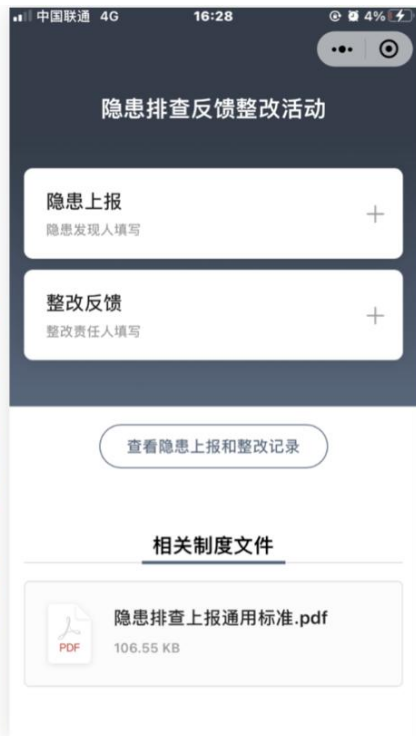 中国联通 4G 16:28 4%
隐患排查反馈整改活动
隐患上报
隐患发现人填写
整改反馈
整改责任人填写
查看隐患上报和整改记录
相关制度文件
隐患排查上报通用标准.pdf
PDF
106.55 KB